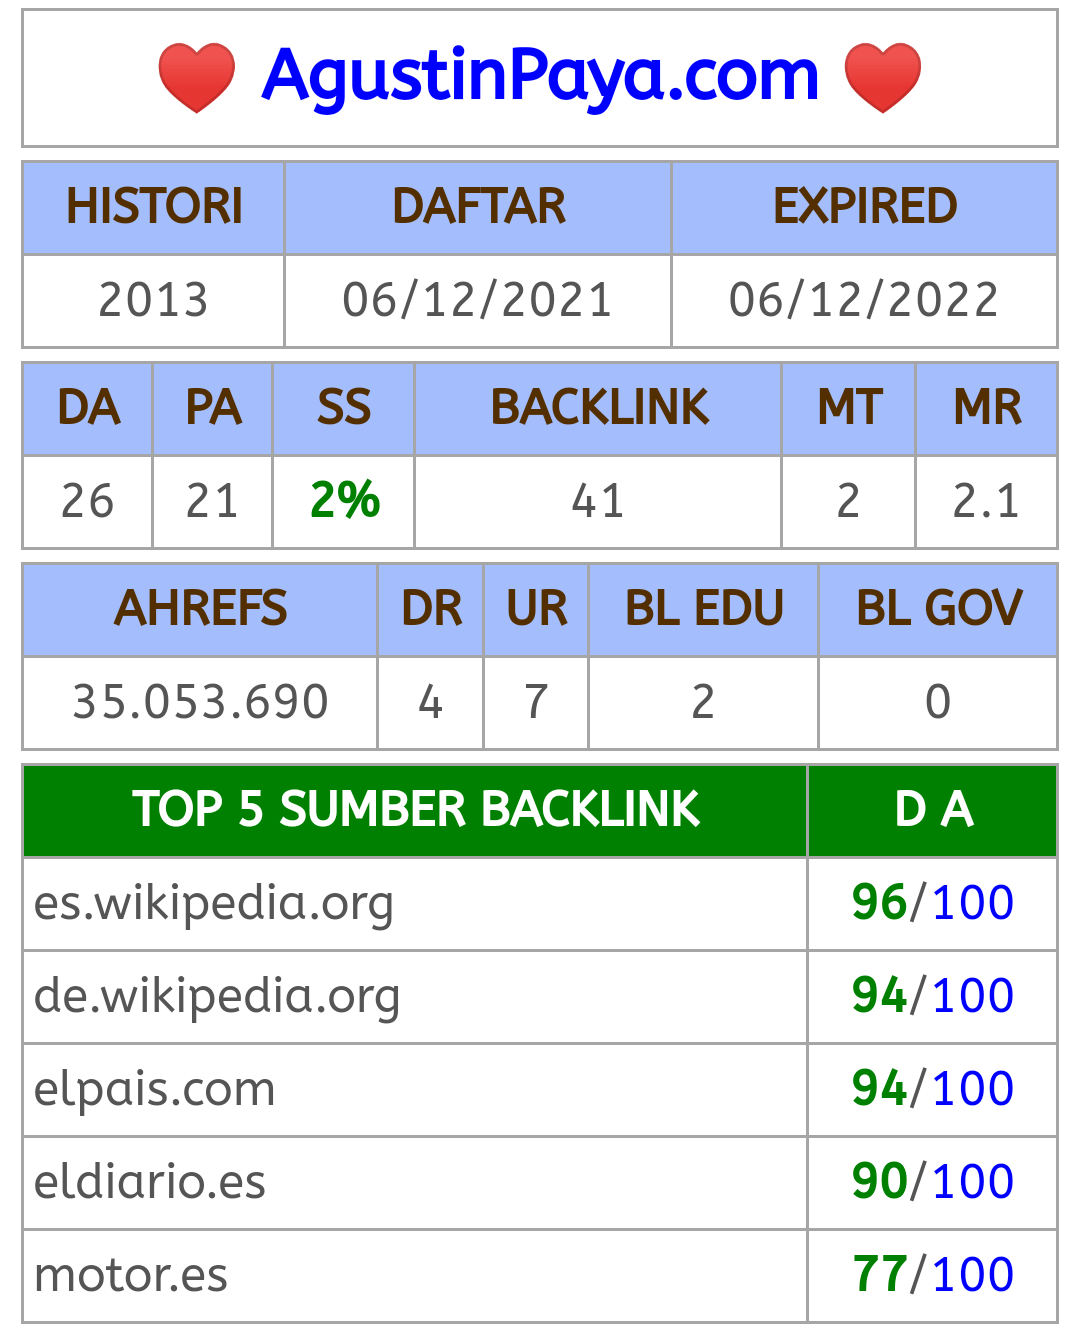 AgustinPaya.com
HISTORI DAFTAR EXPIRED
2013 06/12/2021 06/12/2022
DA PA SS BACKLINK MT MR
26 21 2% 41 2 2.1
AHREFS DR UR BL EDU BL GOV
35.053.690 4 7 2 0
TOP 5 SUMBER BACKLINK D A
es.wikipedia.org 96/100
de.wikipedia.org 94/100
elpais.com 94/100
eldiario.es 90/100
motor.es 77/100